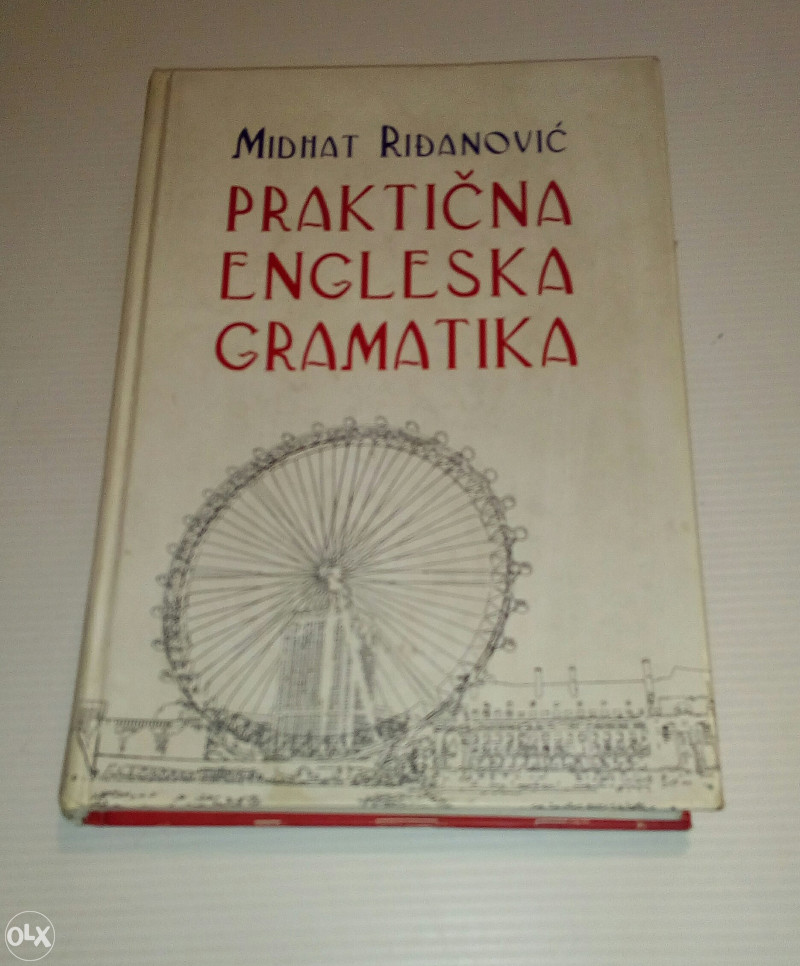 MIDHAT RIĐANOVIĆ
PRAKTIČNA
ENGLESKA
GRAMATIKA
OLX